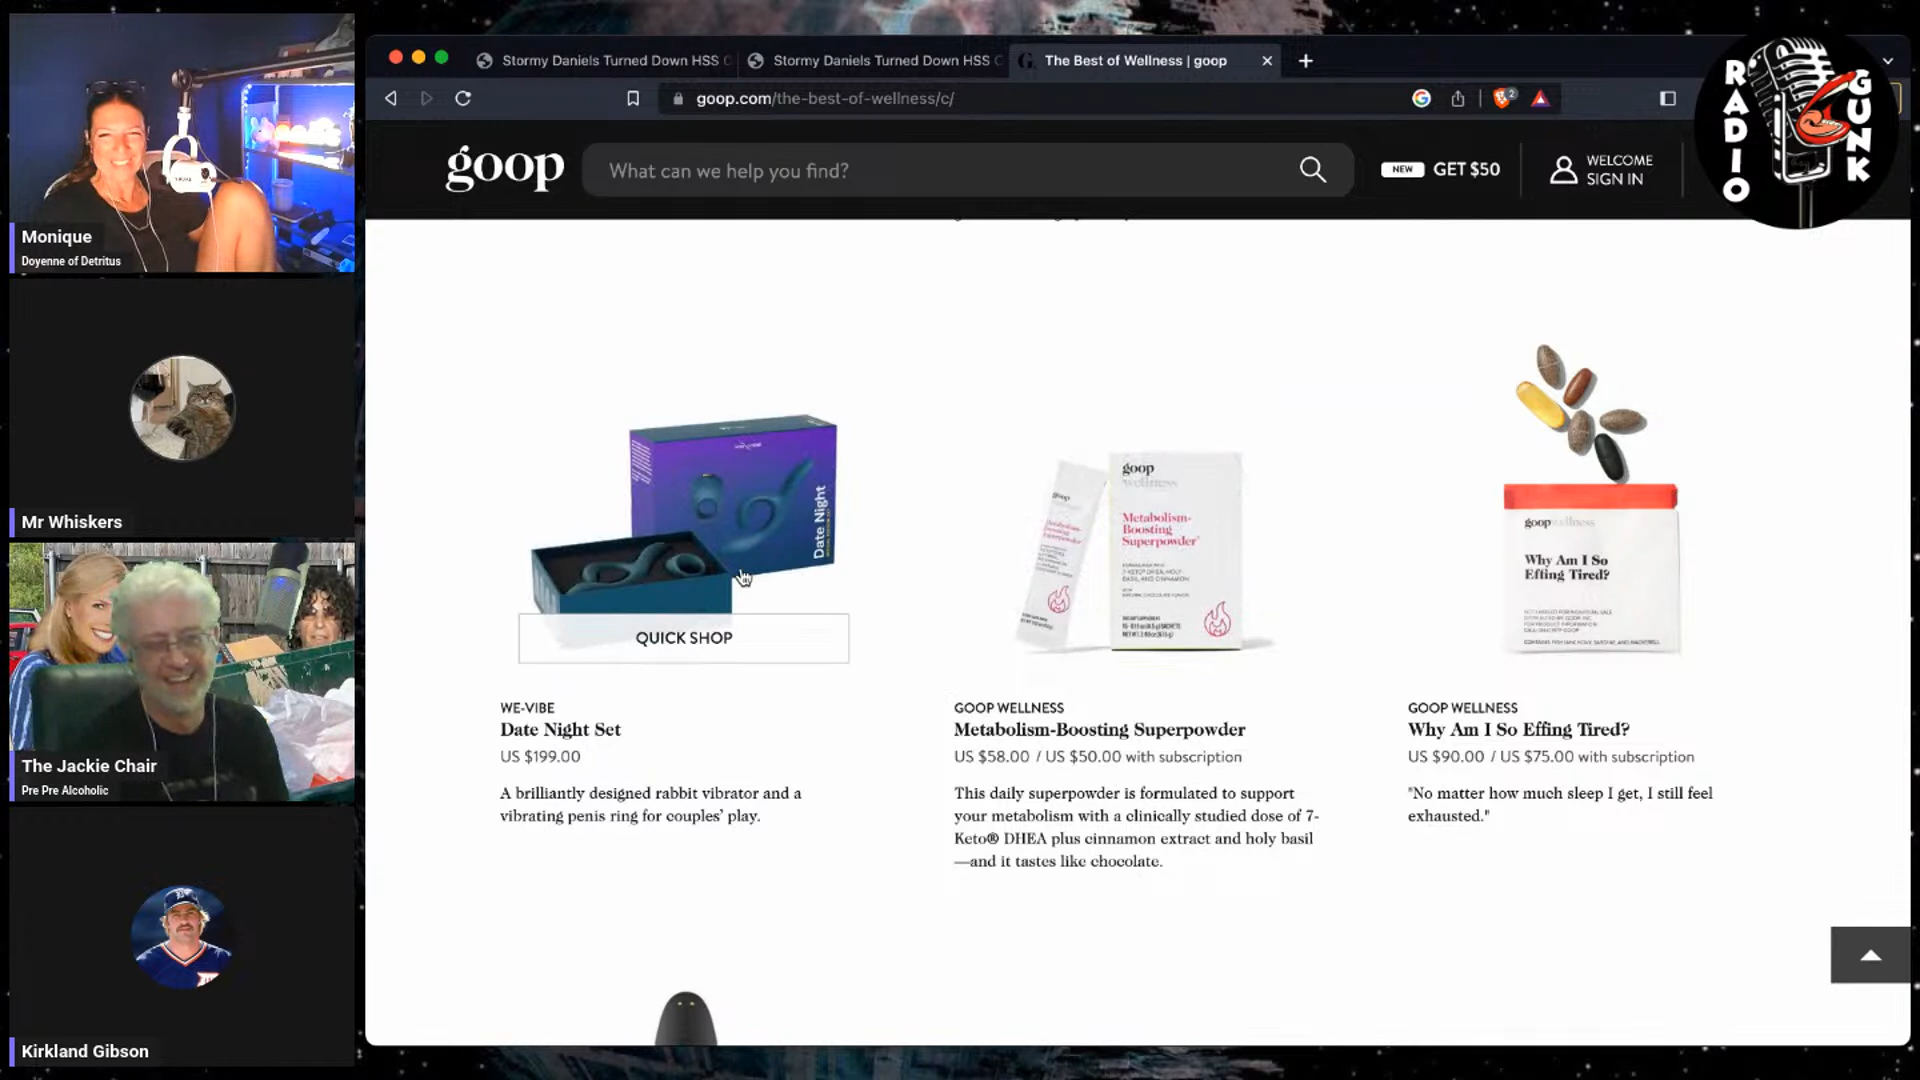 Stormy Daniels Turned Down HSS
Stormy Daniels Turned Down HSS
The Best of Wellness | goop
goop.com/the-best-of-wellness/c/
2
RADIO
GUNK
goop
What can we help you find?
NEW
GET $50
WELCOME
SIGN IN
Monique
Doyenne of Detritus
Mr Whiskers
The Jackie Chair
Pre Pre Alcoholic
Kirkland Gibson
Date Night
QUICK SHOP
WE-VIBE
Date Night Set
US $199.00
A brilliantly designed rabbit vibrator and a
vibrating penis ring for couples' play.
goop
goop
wellness
Metabolism-
Boosting
Superpowder
GOOP WELLNESS
Metabolism-Boosting Superpowder
US $58.00 / US $50.00 with subscription
This daily superpowder is formulated to support
your metabolism with a clinically studied dose of 7-
Keto® DHEA plus cinnamon extract and holy basil
—and it tastes like chocolate.
goop wellness
Why Am I So
Effing Tired?
GOOP WELLNESS
Why Am I So Effing Tired?
US $90.00 / US $75.00 with subscription
"No matter how much sleep I get, I still feel
exhausted."